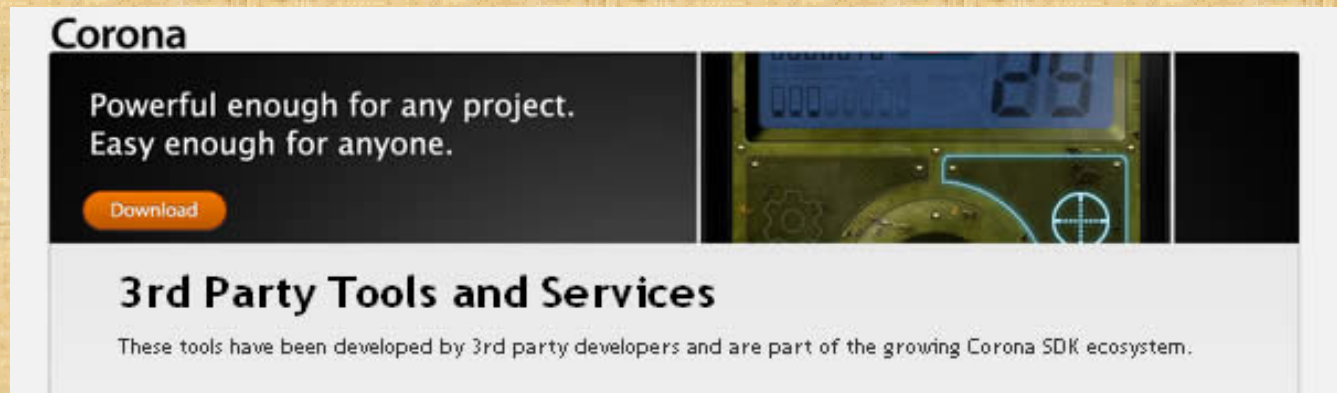 Corona
Powerful enough for any project.
Easy enough for anyone.
Download
3rd Party Tools and Services
These tools have been developed by 3rd party developers and are part of the growing Corona SDK ecosystem.